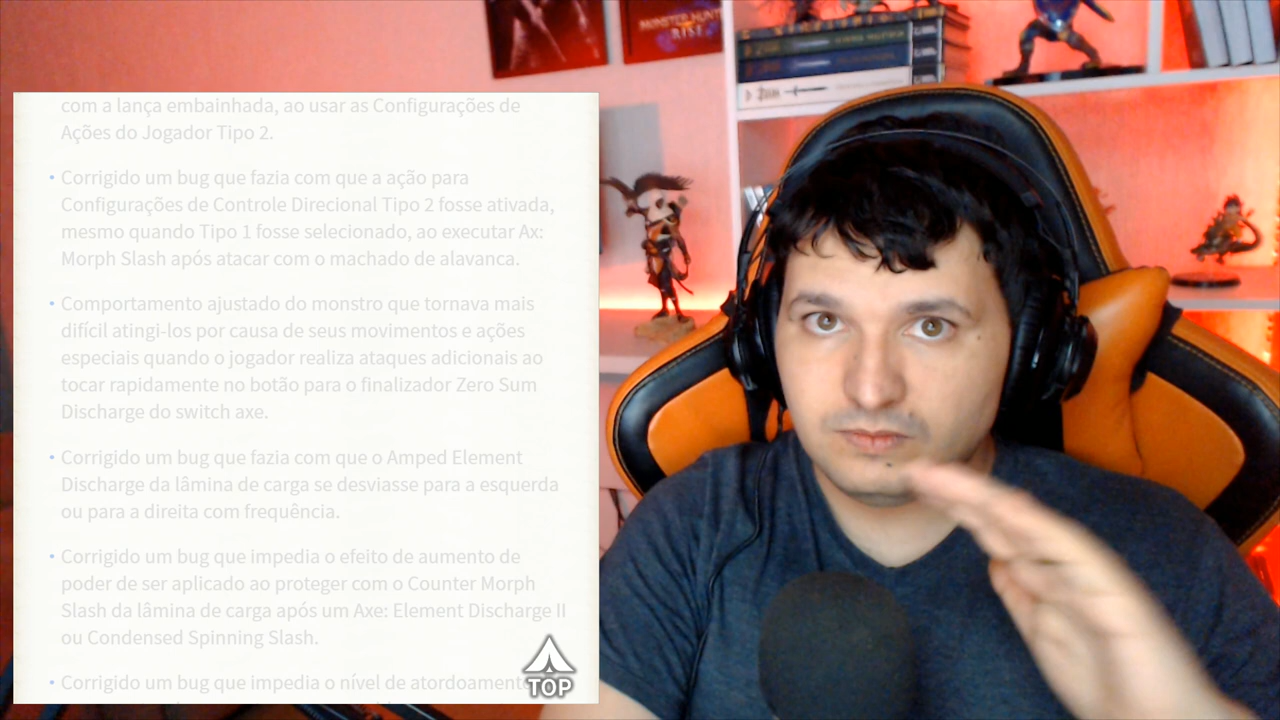 MONSTER HUNTER
RISE
com a lança embainhada, ao usar as Configurações de
Ações do Jogador Tipo 2.
• Corrigido um bug que fazia com que a ação para
Configurações de Controle Direcional Tipo 2 fosse ativada,
mesmo quando Tipo 1 fosse selecionado, ao executar Ax:
Morph Slash após atacar com o machado de alavanca.
• Comportamento ajustado do monstro que tornava mais
difícil atingi-los por causa de seus movimentos e ações
especiais quando o jogador realiza ataques adicionais ao
tocar rapidamente no botão para o finalizador Zero Sum
Discharge do switch axe.
• Corrigido um bug que fazia com que o Amped Element
Discharge da lâmina de carga se desviasse para a esquerda
ou para a direita com frequência.
• Corrigido um bug que impedia o efeito de aumento de
poder de ser aplicado ao proteger com o Counter Morph
Slash da lâmina de carga após um Axe: Element Discharge II
ou Condensed Spinning Slash.
• Corrigido um bug que impedia o nível de
TOP